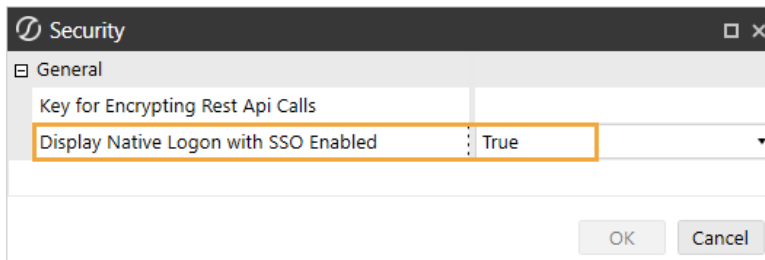 Security
General
Key for Encrypting Rest Api Calls
Display Native Logon with SSO Enabled True
OK Cancel